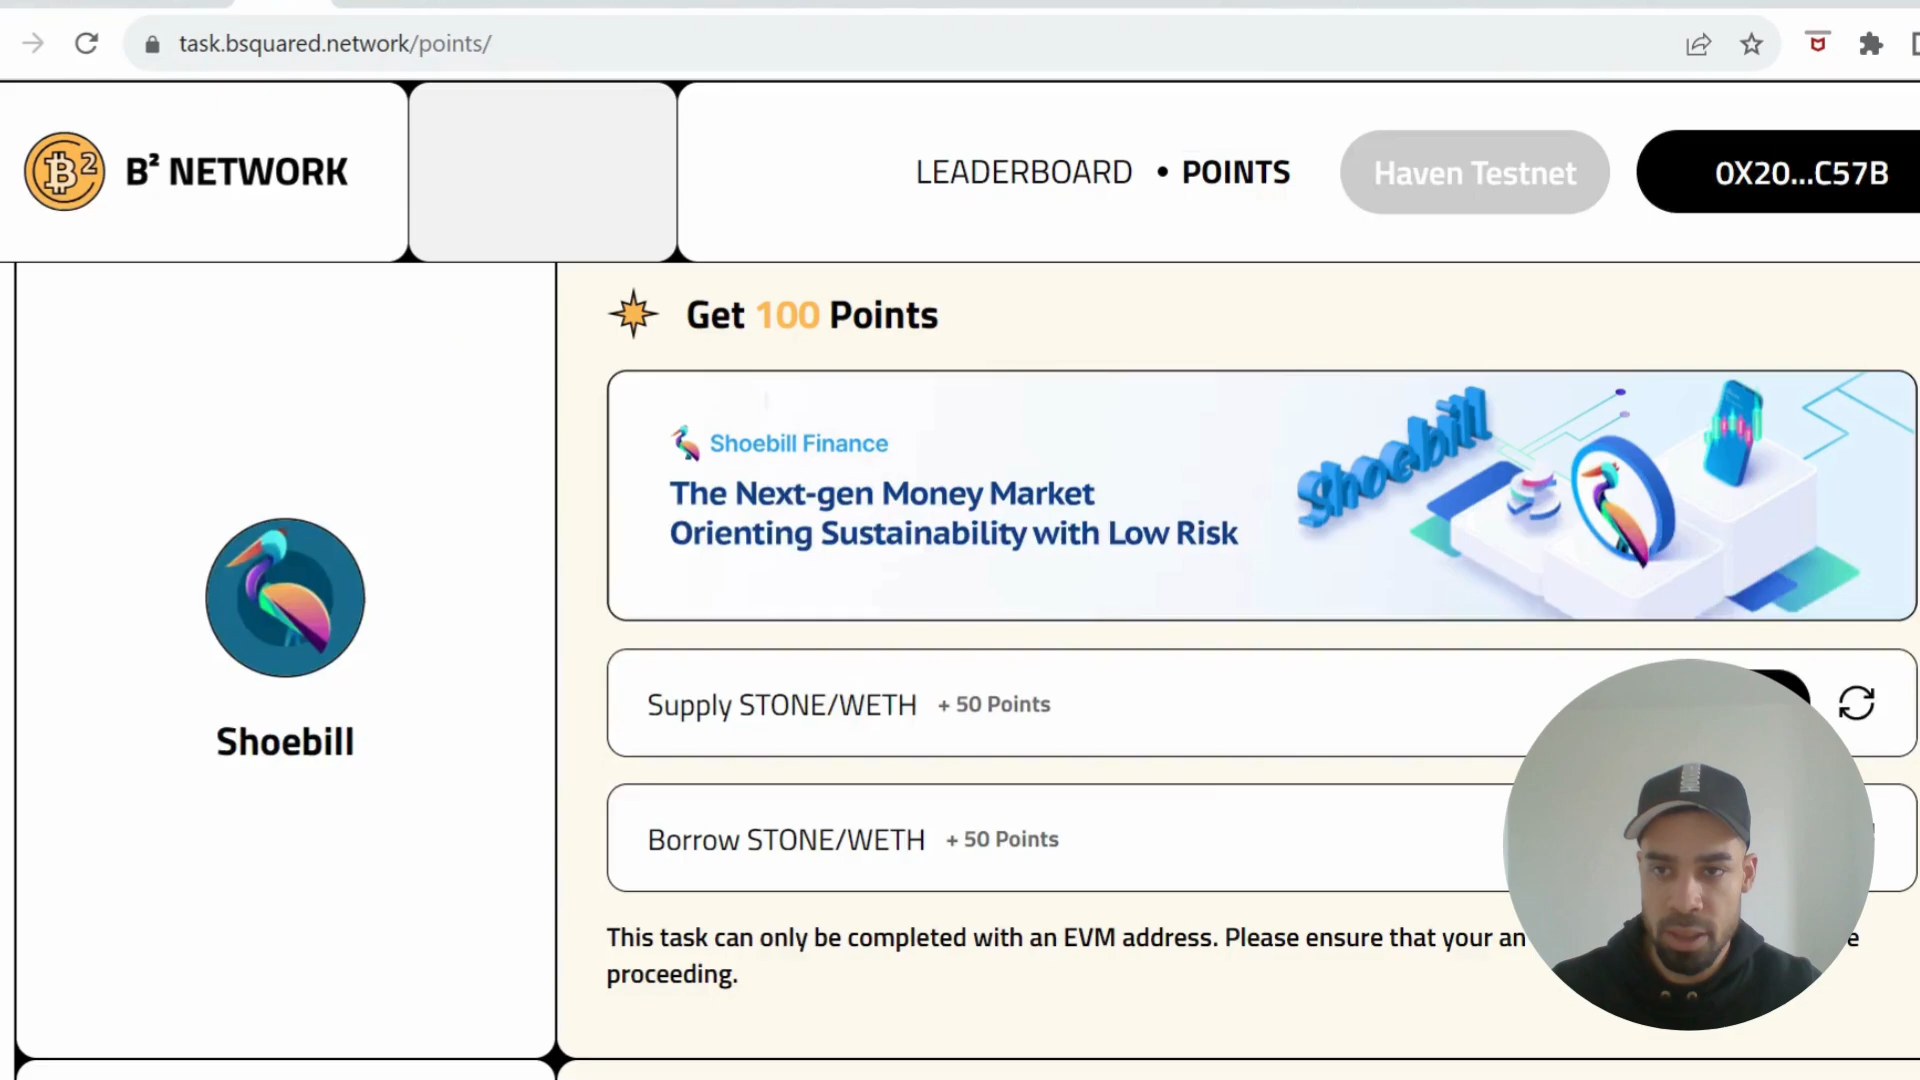 task.bsquared.network/points/
B² NETWORK
LEADERBOARD • POINTS
Haven Testnet
0X20...C57B
Get 100 Points
Shoebill Finance
The Next-gen Money Market
Orienting Sustainability with Low Risk
Shoebill
Shoebill
Supply STONE/WETH + 50 Points
Borrow STONE/WETH + 50 Points
This task can only be completed with an EVM address. Please ensure that your an
proceeding.